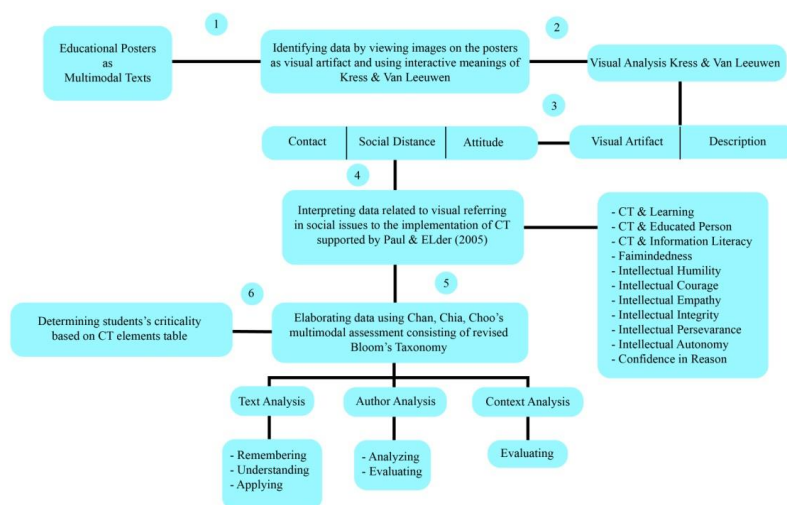 1
2
Educational Posters
as
Multimodal Texts
Identifying data by viewing images on the posters
as visual artifact and using interactive meanings of
Kress & Van Leeuwen
Visual Analysis Kress & Van Leeuwen
3
Contact
Social Distance
Attitude
Visual Artifact
Description
4
Interpreting data related to visual referring
in social issues to the implementation of CT
supported by Paul & ELder (2005)
- CT & Learning
- CT & Educated Person
- CT & Information Literacy
- Faimindedness
- Intellectual Humility
- Intellectual Courage
- Intellectual Empathy
- Intellectual Integrity
- Intellectual Persevarance
- Intellectual Autonomy
- Confidence in Reason
5
6
Determining students's criticality
based on CT elements table
Elaborating data using Chan, Chia, Choo's
multimodal assessment consisting of revised
Bloom's Taxonomy
Text Analysis
Author Analysis
Context Analysis
- Remembering
- Understanding
- Applying
- Analyzing
- Evaluating
Evaluating